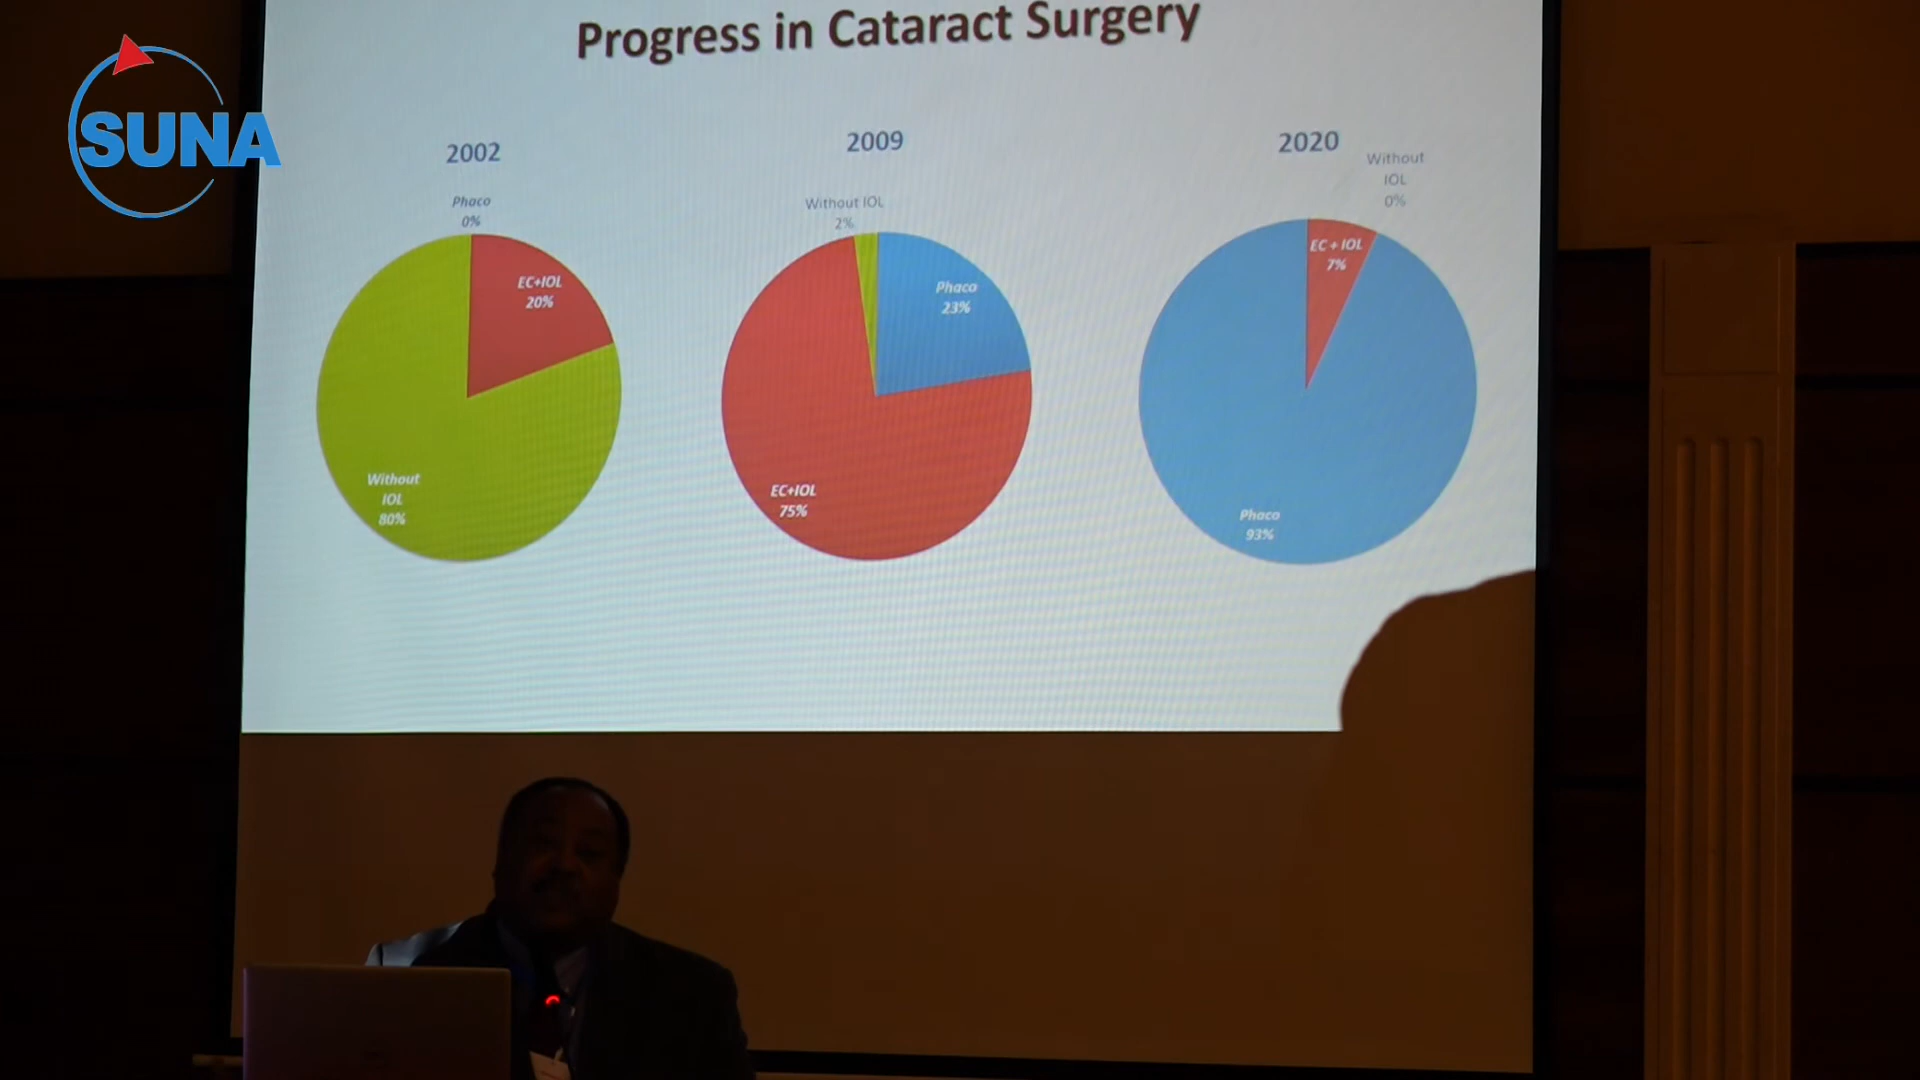 Progress in Cataract Surgery
SUNA
2002
Phaco
0%
EC+IOL
20%
Without
IOL
80%
2009
Without IOL
2%
Phaco
23%
EC+IOL
75%
2020
Without
IOL
0%
EC + IOL
7%
Phaco
93%